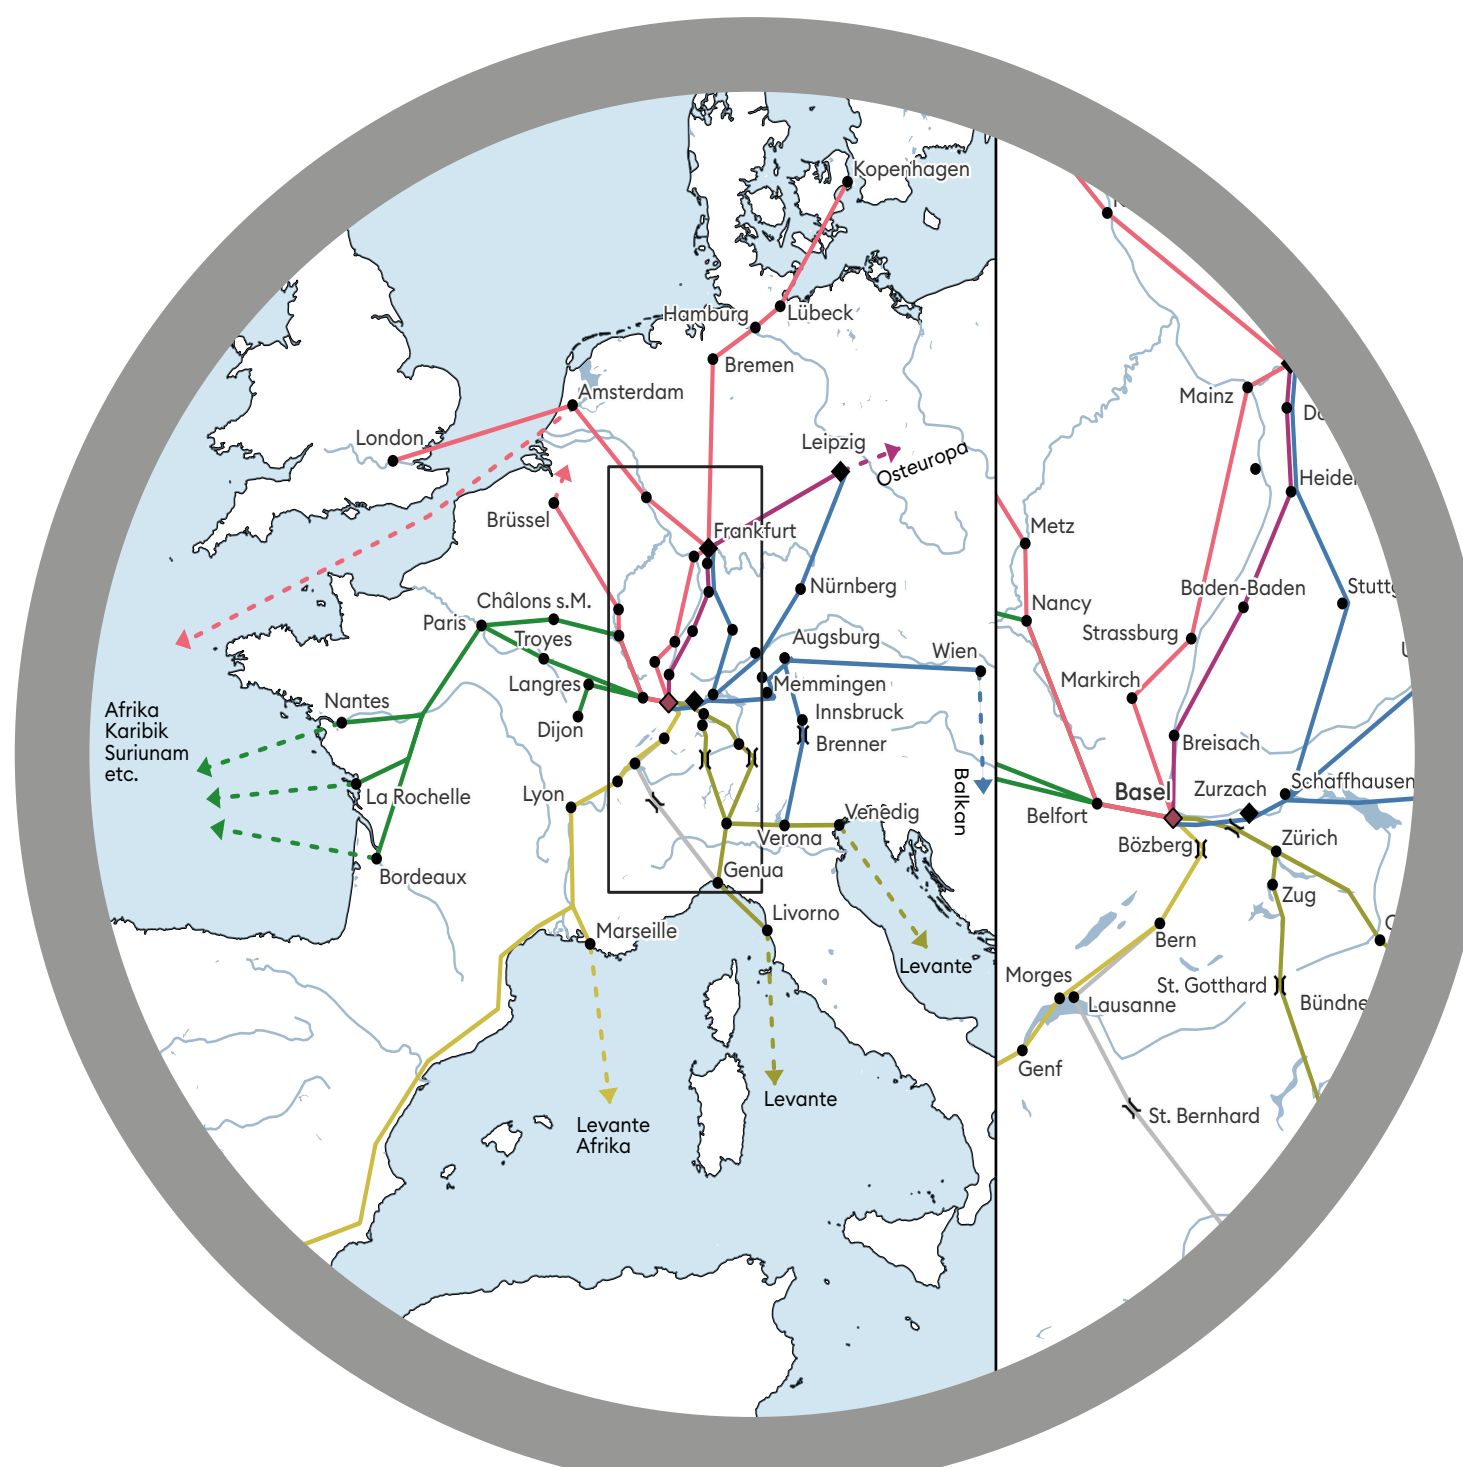 Kopenhagen
Hamburg
Lübeck
Bremen
Amsterdam
London
Leipzig
Osteuropa
Brüssel
Frankfurt
Nürnberg
Châlons s.M.
Paris
Troyes
Augsburg
Wien
Langres
Memmingen
Nantes
Dijon
Innsbruck
Brenner
Afrika
Karibik
Suriunam
etc.
La Rochelle
Lyon
Balkan
Venedig
Verona
Bordeaux
Genua
Livorno
Marseille
Levante
Levante
Levante
Afrika
Mainz
Metz
Baden-Baden
Nancy
Strassburg
Markirch
Breisach
Basel
Zurzach
Schaffhausen
Belfort
Bözberg
Zürich
Zug
Bern
Morges
St. Gotthard
Lausanne
Genf
St. Bernhard